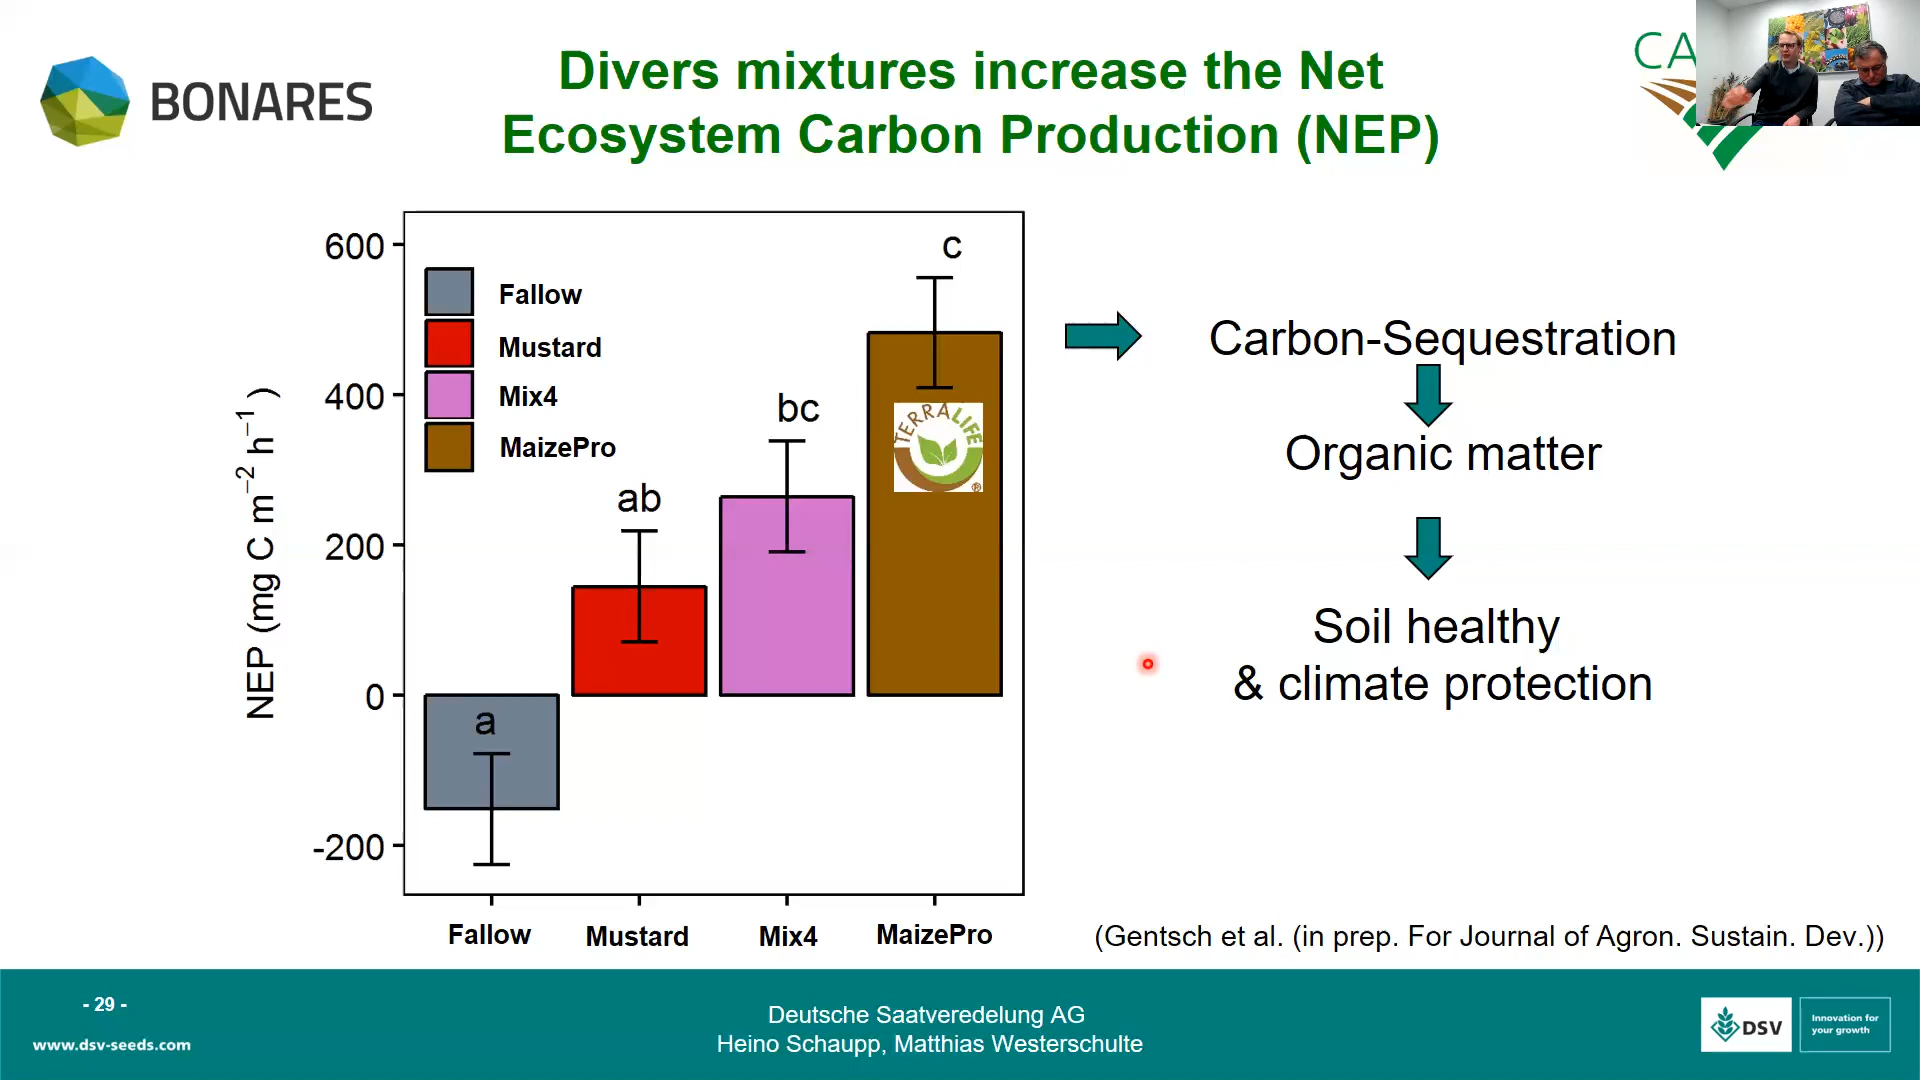 BONARES
Divers mixtures increase the Net
Ecosystem Carbon Production (NEP)
CA
NEP (mg C m⁻² h⁻¹ )
600
400
200
0
-200
Fallow
Mustard
Mix4
MaizePro
a
ab
bc
c
TERRALIFE
®
Fallow
Mustard
Mix4
MaizePro
Carbon-Sequestration
Organic matter
Soil healthy
& climate protection
(Gentsch et al. (in prep. For Journal of Agron. Sustain. Dev.))
- 29 -
www.dsv-seeds.com
Deutsche Saatveredelung AG
Heino Schaupp, Matthias Westerschulte
DSV
Innovation for
your growth